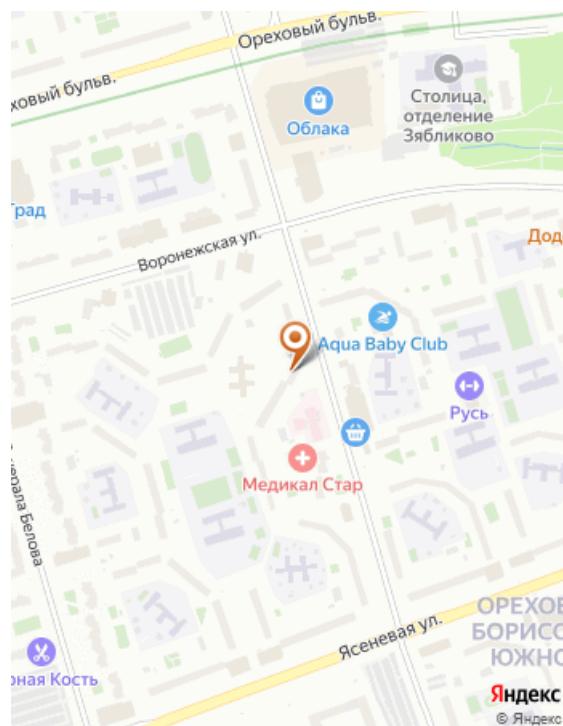 Ореховый бульв.
ховый бульв.
Облака
Столица,
отделение
Зябликово
Град
Воронежская ул.
Дод
Aqua Baby Club
Русь
Медикал Стар
ерала Белова
Ясеневая ул.
ОРЕХОВ
БОРИСО
ЮЖНО
рная Кость
Яндекс
© Яндекс